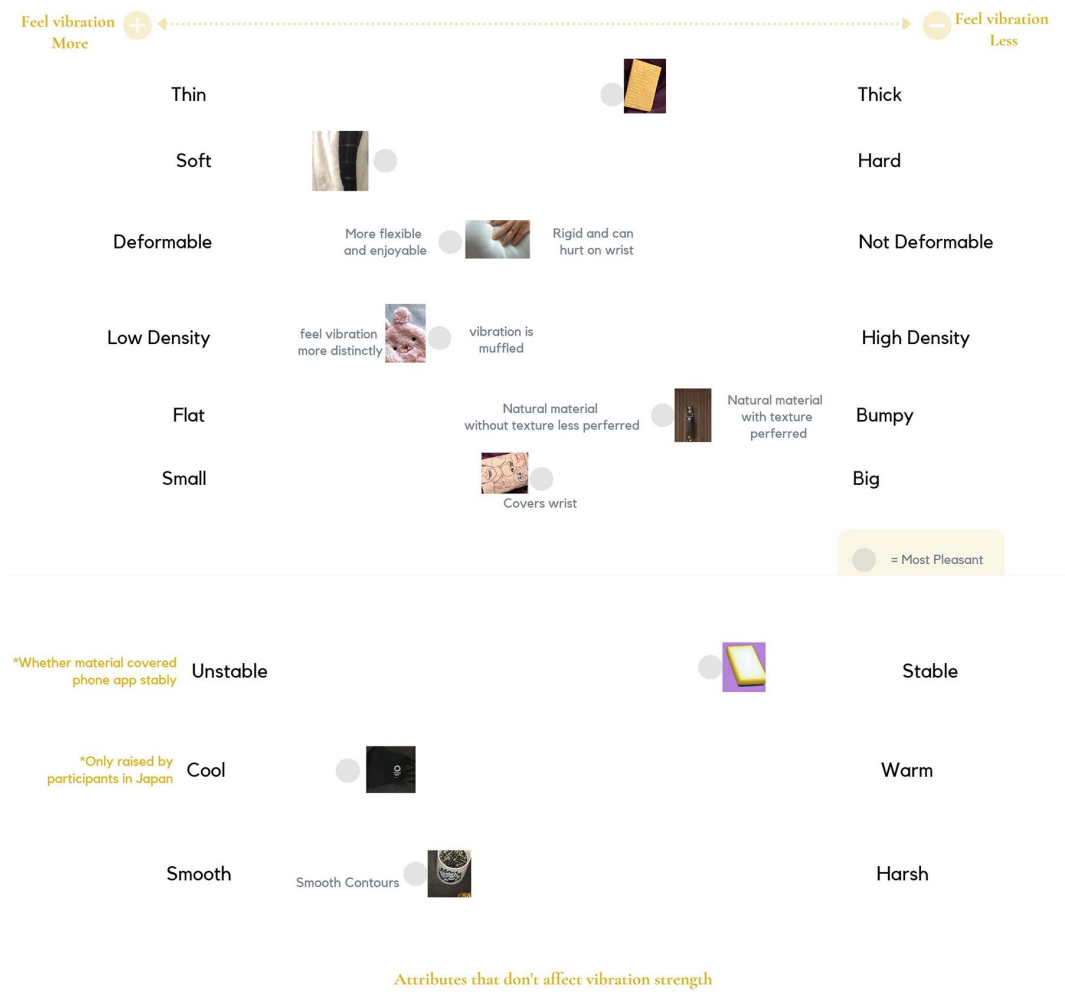 Feel vibration
More
Feel vibration
Less
Thin
Thick
Soft
Hard
Deformable
More flexible
and enjoyable
Rigid and can
hurt on wrist
Not Deformable
Low Density
feel vibration
more distinctly
vibration is
muffled
High Density
Flat
Natural material
without texture less perferred
Natural material
with texture
perferred
Bumpy
Small
Covers wrist
Big
= Most Pleasant
*Whether material covered
phone app stably
Unstable
Stable
*Only raised by
participants in Japan
Cool
Warm
Smooth
Smooth Contours
Harsh
Attributes that don't affect vibration strength